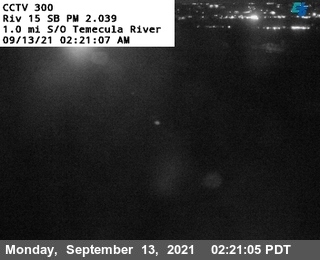 CCTV 300
Riv 15 SB PM 2.039
1.0 mi S/O Temecula River
09/13/21 02:21:07 AM
Monday, September 13, 2021 02:21:05 PDT